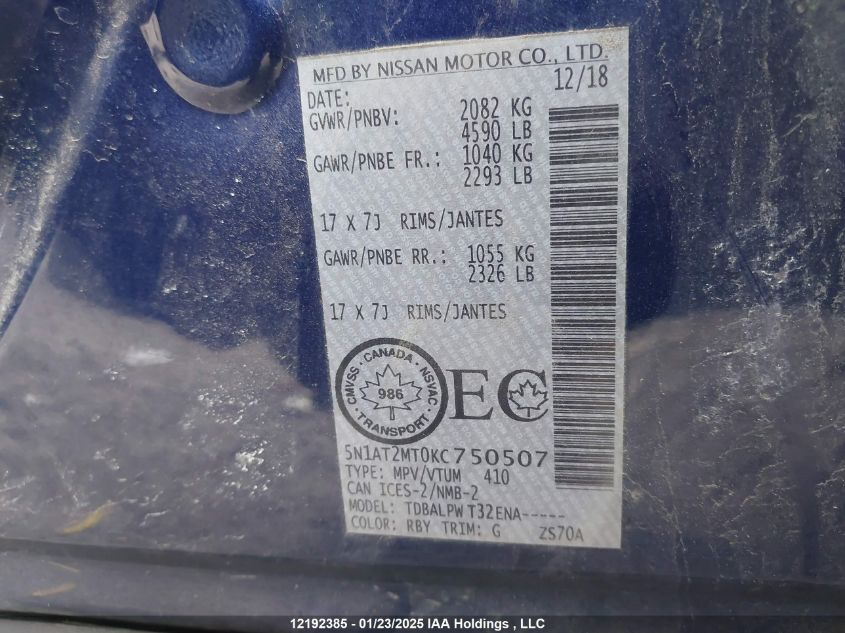 MFD BY NISSAN MOTOR CO., LTD.
DATE: 12/18
GVWR/PNBV: 2082 KG
4590 LB
GAWR/PNBE FR.: 1040 KG
2293 LB
17 X 7J RIMS/JANTES
GAWR/PNBE RR.: 1055 KG
2326 LB
17 X 7J RIMS/JANTES
CMVSS · CANADA · NSVAC
986
TRANSPORT
EC
5N1AT2MT0KC750507
TYPE: MPV/VTUM 410
CAN ICES-2/NMB-2
MODEL: TDBALPW T32ENA-----
COLOR: RBY TRIM: G ZS70A
12192385 - 01/23/2025 IAA Holdings , LLC